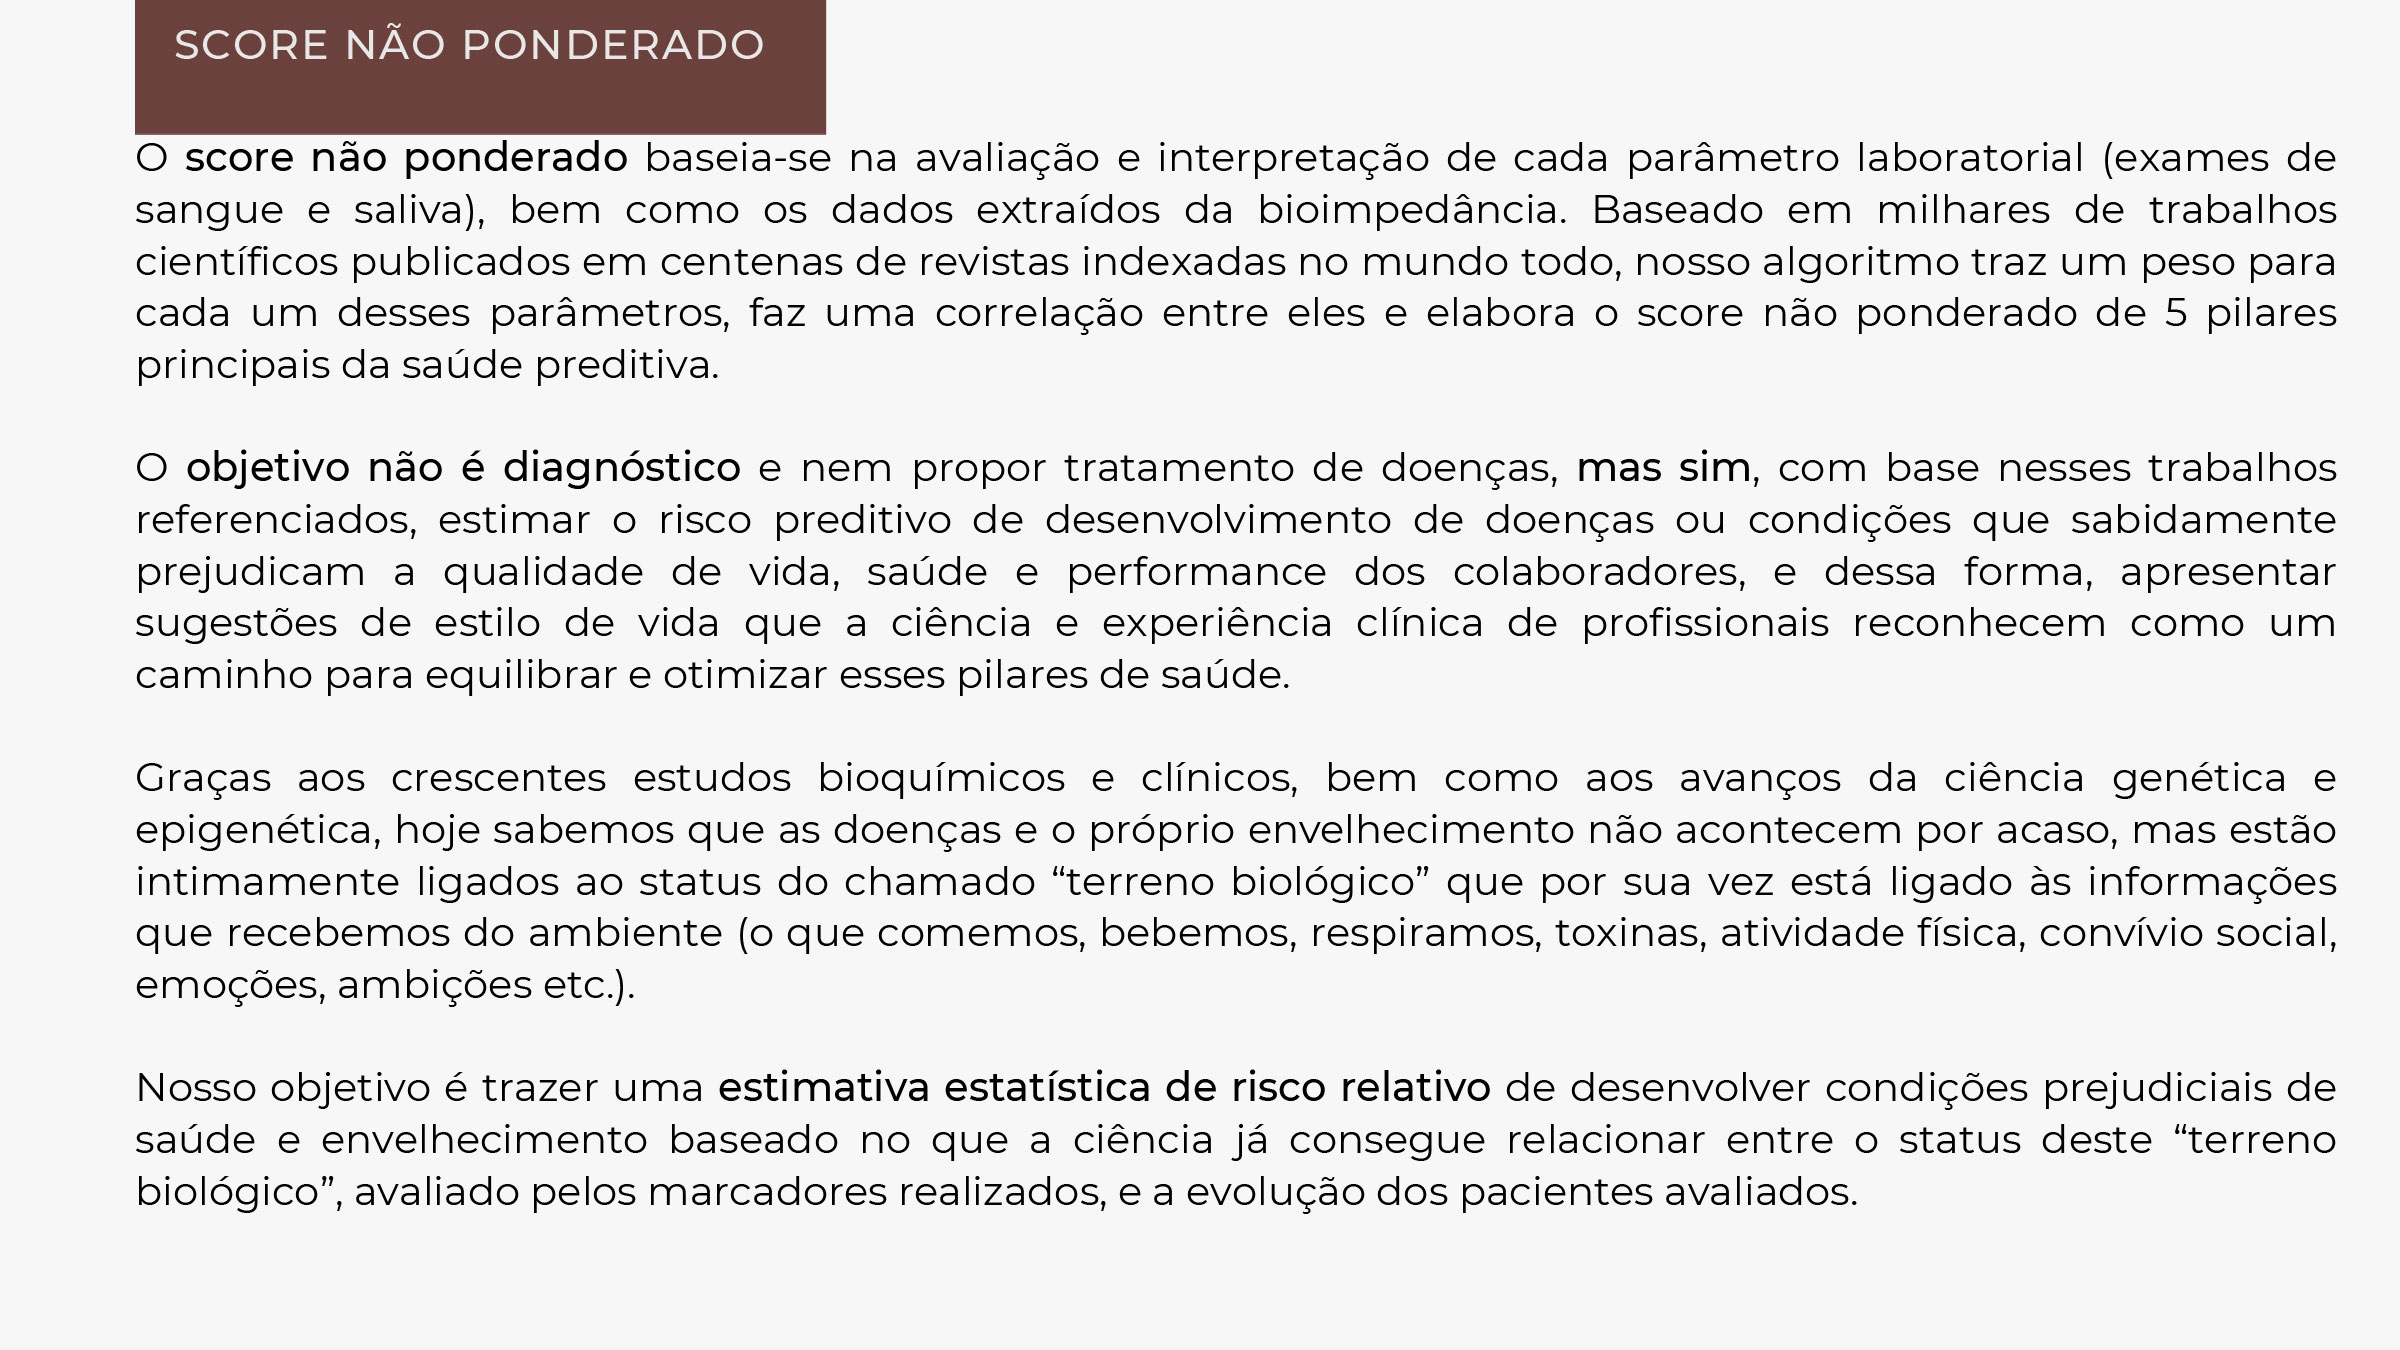 SCORE NÃO PONDERADO
O score não ponderado baseia-se na avaliação e interpretação de cada parâmetro laboratorial (exames de
sangue e saliva), bem como os dados extraídos da bioimpedância. Baseado em milhares de trabalhos
científicos publicados em centenas de revistas indexadas no mundo todo, nosso algoritmo traz um peso para
cada um desses parâmetros, faz uma correlação entre eles e elabora o score não ponderado de 5 pilares
principais da saúde preditiva.
O objetivo não é diagnóstico e nem propor tratamento de doenças, mas sim, com base nesses trabalhos
referenciados, estimar o risco preditivo de desenvolvimento de doenças ou condições que sabidamente
prejudicam a qualidade de vida, saúde e performance dos colaboradores, e dessa forma, apresentar
sugestões de estilo de vida que a ciência e experiência clínica de profissionais reconhecem como um
caminho para equilibrar e otimizar esses pilares de saúde.
Graças aos crescentes estudos bioquímicos e clínicos, bem como aos avanços da ciência genética e
epigenética, hoje sabemos que as doenças e o próprio envelhecimento não acontecem por acaso, mas estão
intimamente ligados ao status do chamado “terreno biológico” que por sua vez está ligado às informações
que recebemos do ambiente (o que comemos, bebemos, respiramos, toxinas, atividade física, convívio social,
emoções, ambições etc.).
Nosso objetivo é trazer uma estimativa estatística de risco relativo de desenvolver condições prejudiciais de
saúde e envelhecimento baseado no que a ciência já consegue relacionar entre o status deste “terreno
biológico”, avaliado pelos marcadores realizados, e a evolução dos pacientes avaliados.